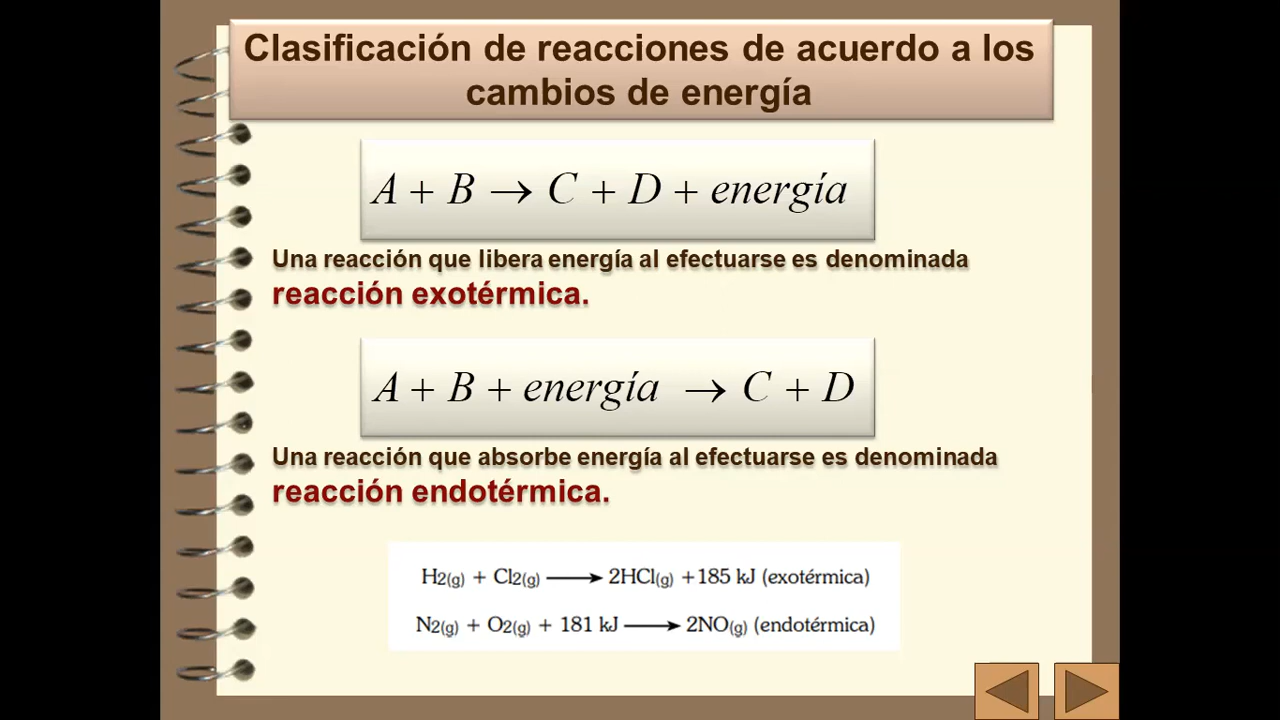 Clasificación de reacciones de acuerdo a los
cambios de energía
A + B → C + D + energía
Una reacción que libera energía al efectuarse es denominada
reacción exotérmica.
A + B + energía → C + D
Una reacción que absorbe energía al efectuarse es denominada
reacción endotérmica.
H2(g) + Cl2(g) ⟶ 2HCl(g) +185 kJ (exotérmica)
N2(g) + O2(g) + 181 kJ ⟶ 2NO(g) (endotérmica)